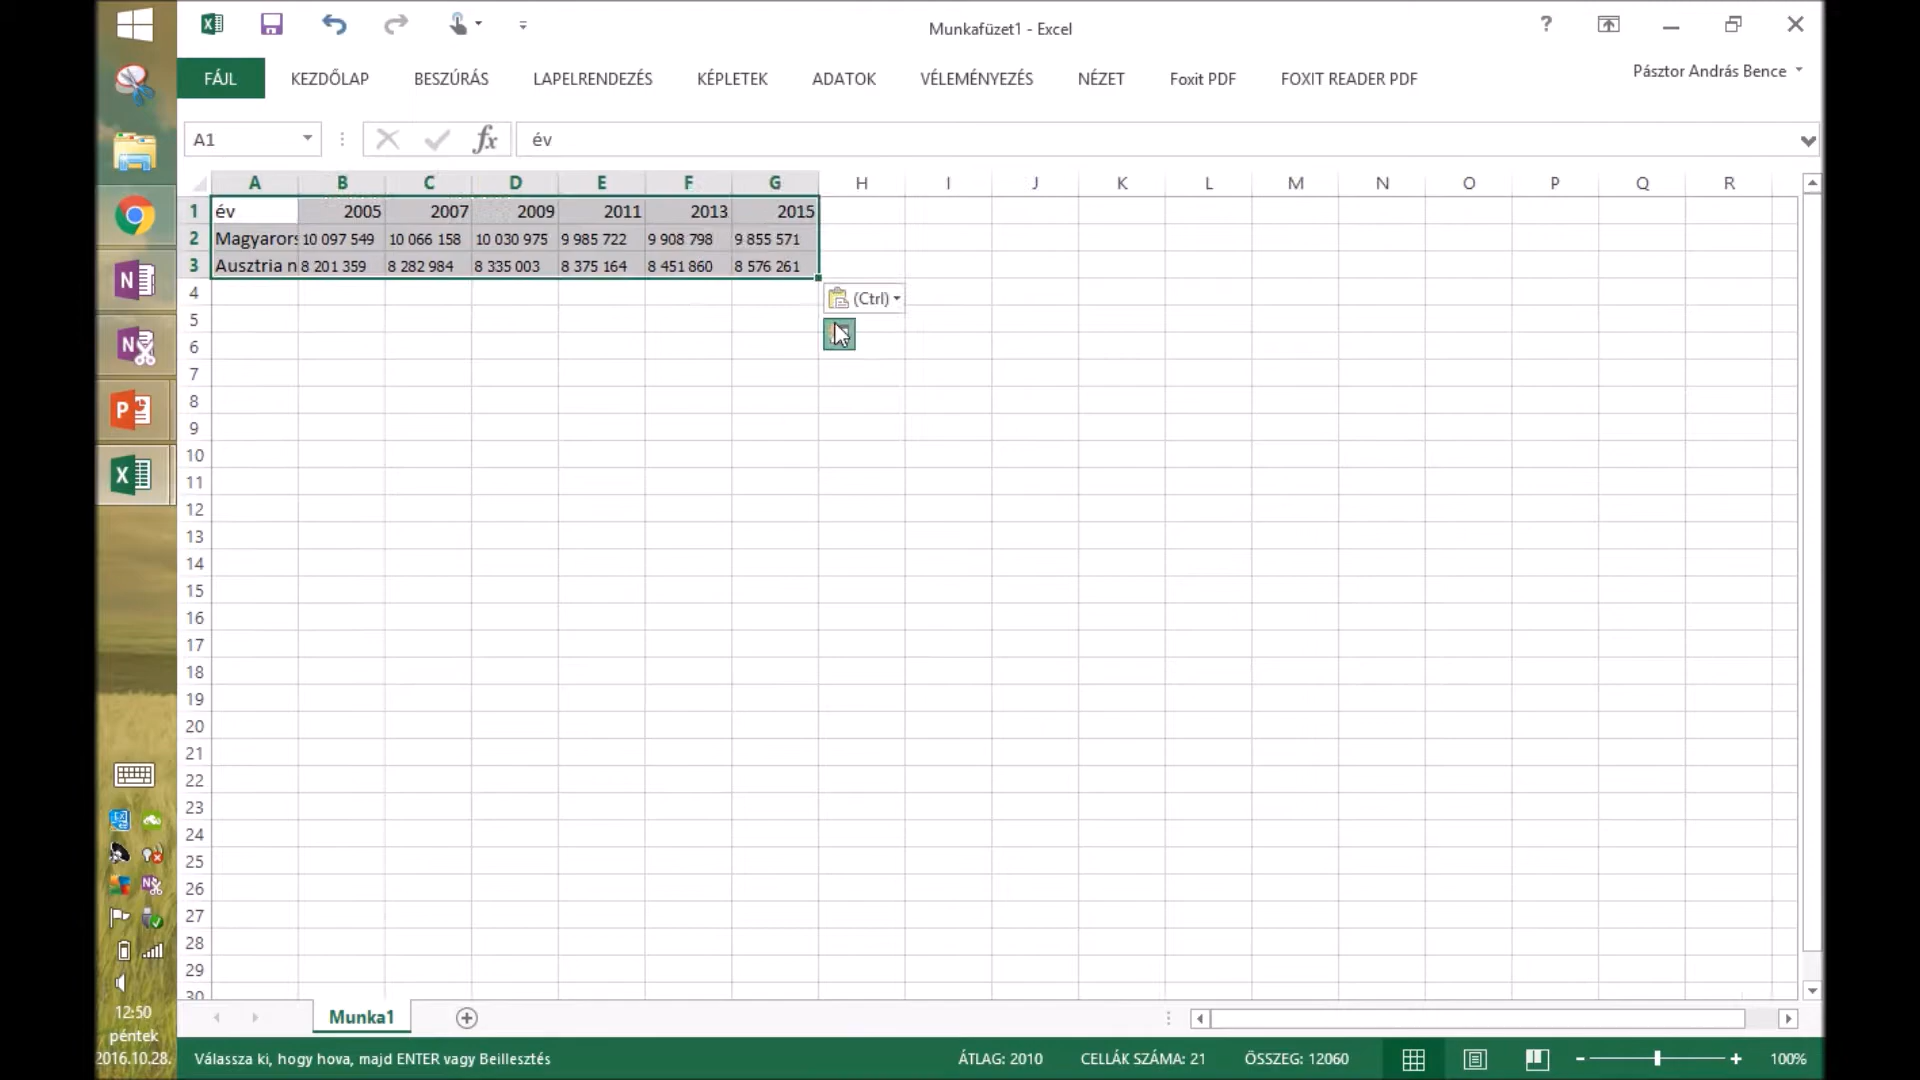 Munkafüzet1 - Excel
?
FÁJL KEZDŐLAP BESZÚRÁS LAPELRENDEZÉS KÉPLETEK ADATOK VÉLEMÉNYEZÉS NÉZET Foxit PDF FOXIT READER PDF
Pásztor András Bence
A1 fx év
A B C D E F G H I J K L M N O P Q R
1 év 2005 2007 2009 2011 2013 2015
2 Magyarors 10 097 549 10 066 158 10 030 975 9 985 722 9 908 798 9 855 571
3 Ausztria n 8 201 359 8 282 984 8 335 003 8 375 164 8 451 860 8 576 261
4
(Ctrl)
5
6
7
8
9
10
11
12
13
14
15
16
17
18
19
20
21
22
23
24
25
26
27
28
29
30
Munka1
12:50
péntek
2016.10.28.
Válassza ki, hogy hova, majd ENTER vagy Beillesztés
ÁTLAG: 2010 CELLÁK SZÁMA: 21 ÖSSZEG: 12060
100%